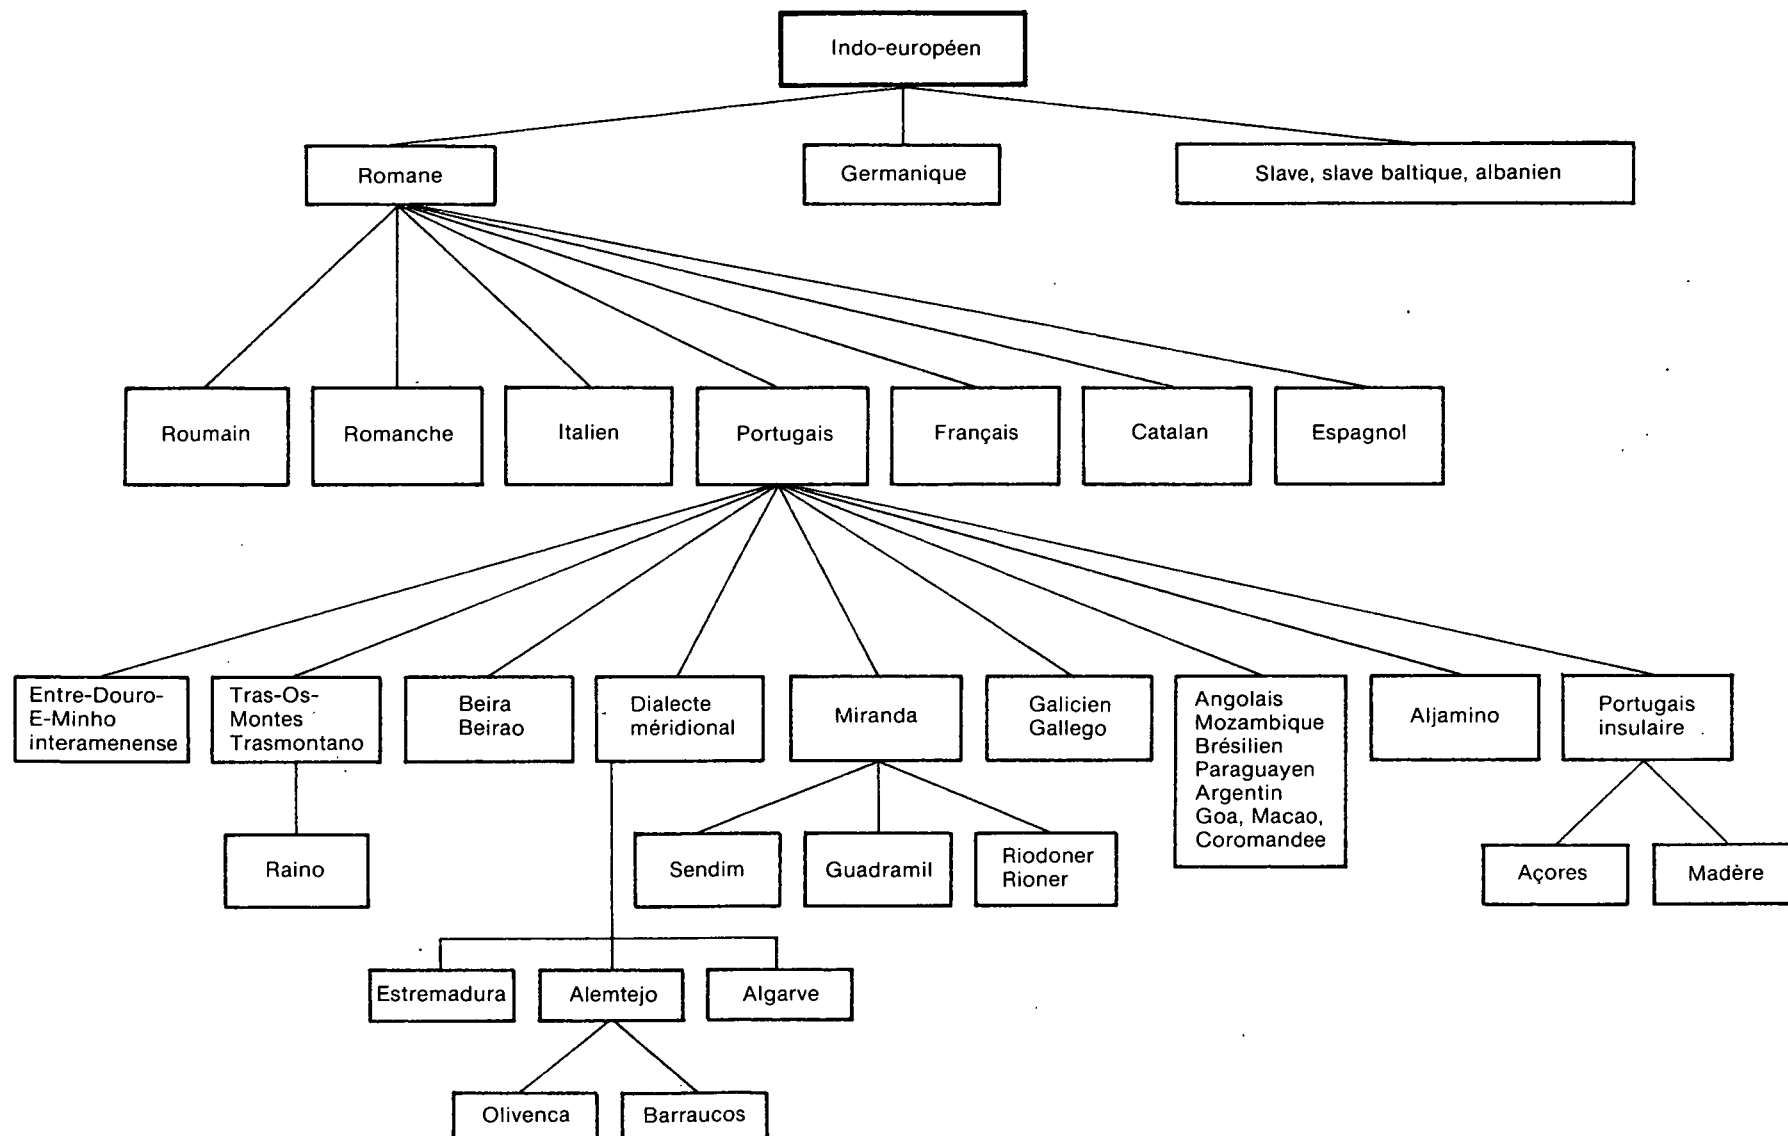 Indo-européen
Romane
Germanique
Slave, slave baltique, albanien
Roumain
Romanche
Italien
Portugais
Français
Catalan
Espagnol
Entre-Douro-
E-Minho
interamenense
Tras-Os-
Montes
Trasmontano
Beira
Beirao
Dialecte
méridional
Miranda
Galicien
Gallego
Angolais
Mozambique
Brésilien
Paraguayen
Argentin
Goa, Macao,
Coromandee
Aljamino
Portugais
insulaire
Raino
Sendim
Guadramil
Riodoner
Rioner
Açores
Madère
Estremadura
Alemtejo
Algarve
Olivenca
Barraucos